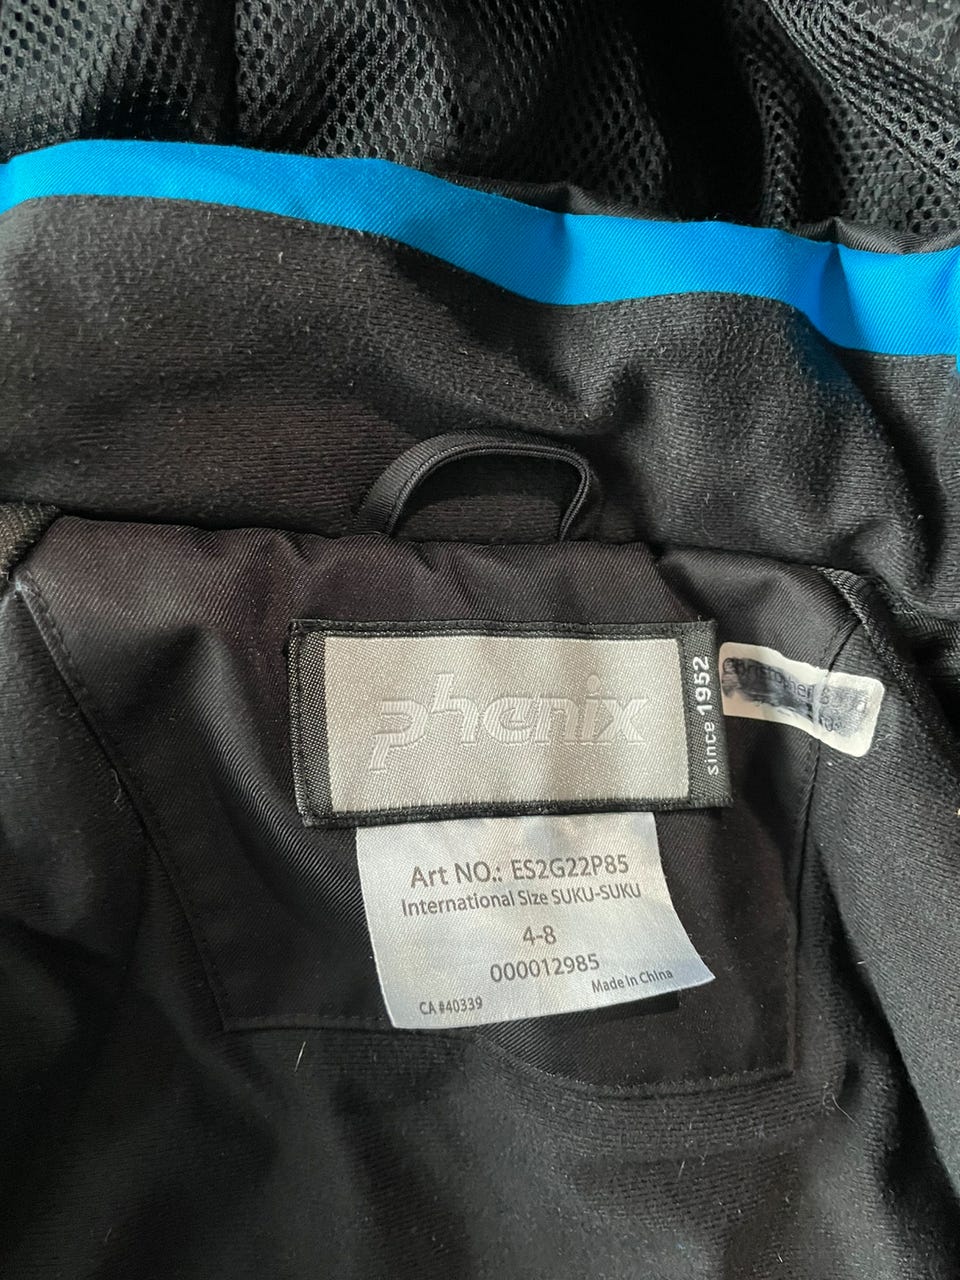 phenix
since 1952
Art NO.: ES2G22P85
International Size SUKU-SUKU
4-8
000012985
Made In China
CA #40339